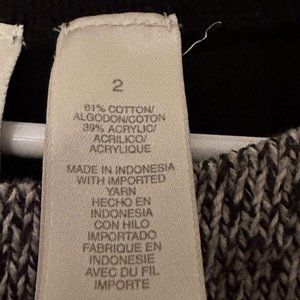 2
61% COTTON/
ALGODON/COTON
39% ACRYLIC/
ACRILICO/
ACRYLIQUE
MADE IN INDONESIA
WITH IMPORTED
YARN
HECHO EN
INDONESIA
CON HILO
IMPORTADO
FABRIQUE EN
INDONESIE
AVEC DU FIL
IMPORTE